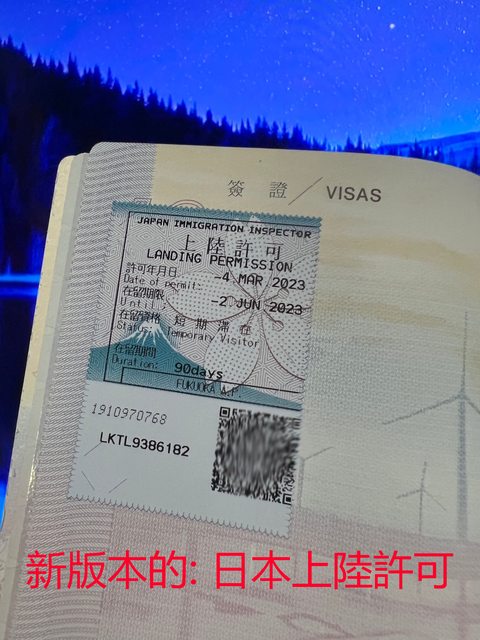 簽 證 / VISAS
JAPAN IMMIGRATION INSPECTOR
上陸許可
LANDING PERMISSION
許可年月日
Date of permit: -4 MAR 2023
在留期限
Until: -2 JUN 2023
在留資格 短期滞在
Status: Temporary Visitor
在留期間
Duration: 90days
FUKUOKA A.P.
1910970768
LKTL9386182
新版本的: 日本上陸許可